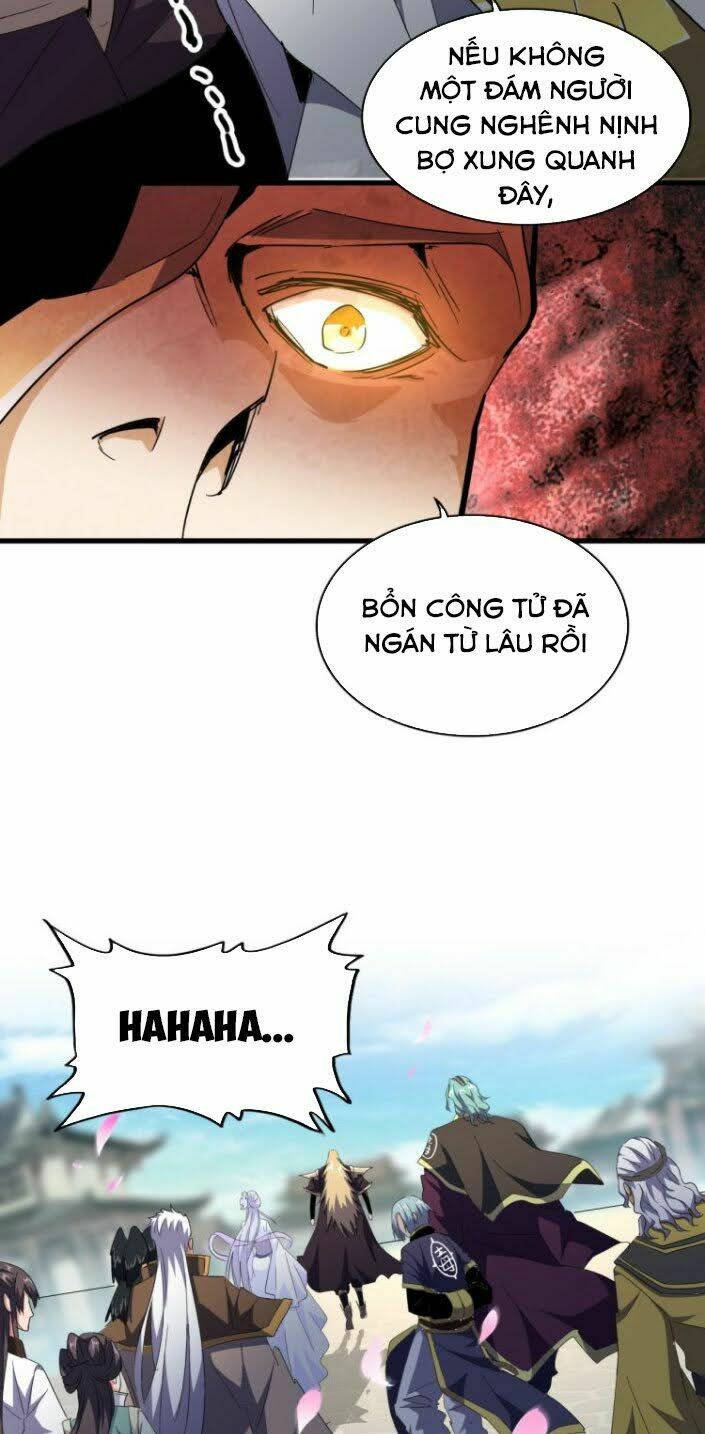 NẾU KHÔNG
MỘT ĐÁM NGƯỜI
CUNG NGHÊNH NỊNH
BỢ XUNG QUANH
ĐÂY,
BỔN CÔNG TỬ ĐÃ
NGÁN TỪ LÂU RỒI
HAHAHA...